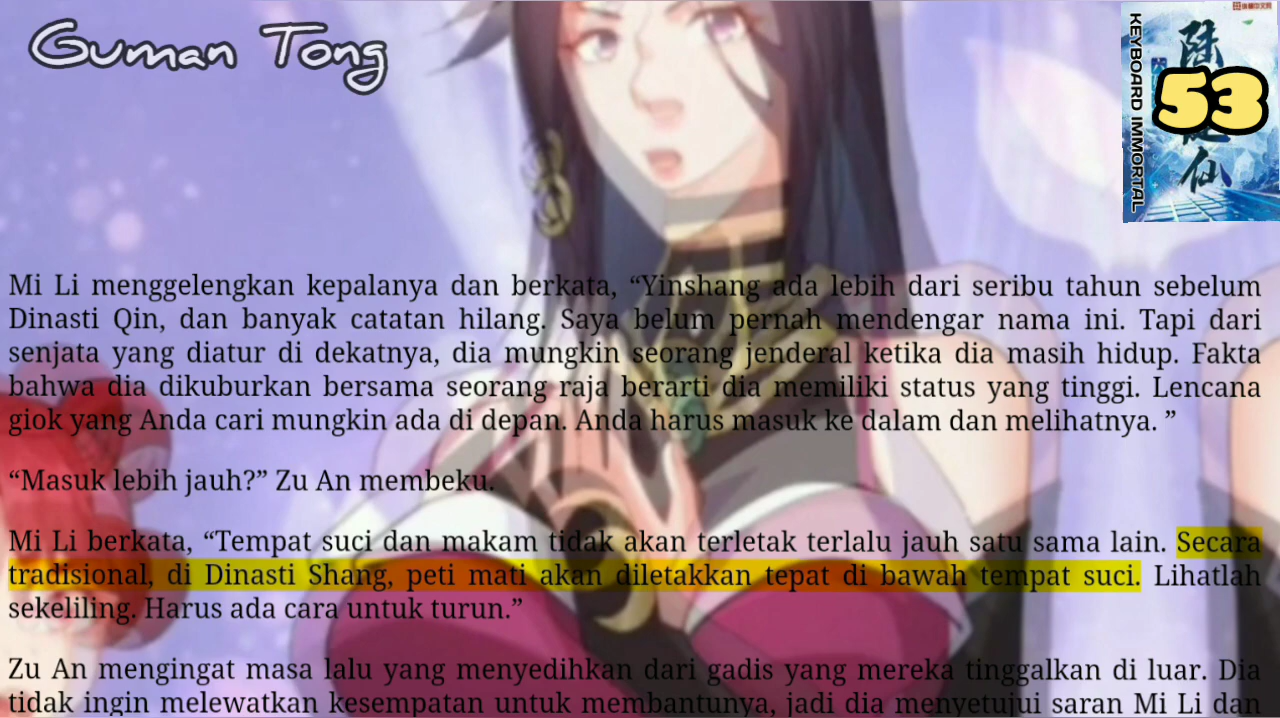 Guman Tong
KEYBOARD IMMORTAL
53
仙
Mi Li menggelengkan kepalanya dan berkata, “Yinshang ada lebih dari seribu tahun sebelum
Dinasti Qin, dan banyak catatan hilang. Saya belum pernah mendengar nama ini. Tapi dari
senjata yang diatur di dekatnya, dia mungkin seorang jenderal ketika dia masih hidup. Fakta
bahwa dia dikuburkan bersama seorang raja berarti dia memiliki status yang tinggi. Lencana
giok yang Anda cari mungkin ada di depan. Anda harus masuk ke dalam dan melihatnya. ”
“Masuk lebih jauh?” Zu An membeku.
Mi Li berkata, “Tempat suci dan makam tidak akan terletak terlalu jauh satu sama lain. Secara
tradisional, di Dinasti Shang, peti mati akan diletakkan tepat di bawah tempat suci. Lihatlah
sekeliling. Harus ada cara untuk turun.”
Zu An mengingat masa lalu yang menyedihkan dari gadis yang mereka tinggalkan di luar. Dia
tidak ingin melewatkan kesempatan untuk membantunya, jadi dia menyetujui saran Mi Li dan